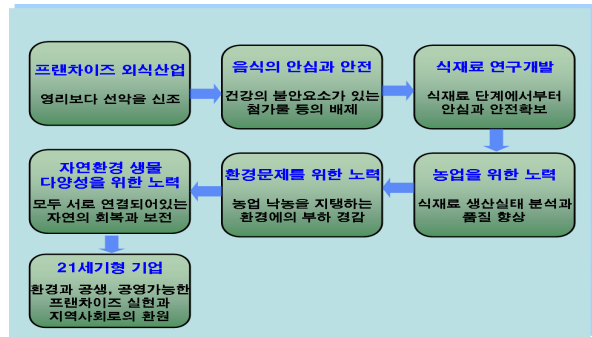 프랜차이즈 외식산업
영리보다 선악을 신조
음식의 안심과 안전
건강의 불안요소가 있는
첨가물 등의 배제
식재료 연구개발
식재료 단계에서부터
안심과 안전확보
농업을 위한 노력
식재료 생산실태 분석과
품질 향상
환경문제를 위한 노력
농업 낙농을 지탱하는
환경에의 부하 경감
자연환경 생물
다양성을 위한 노력
모두 서로 연결되어있는
자연의 회복과 보전
21세기형 기업
환경과 공생, 공영가능한
프랜차이즈 실현과
지역사회로의 환원